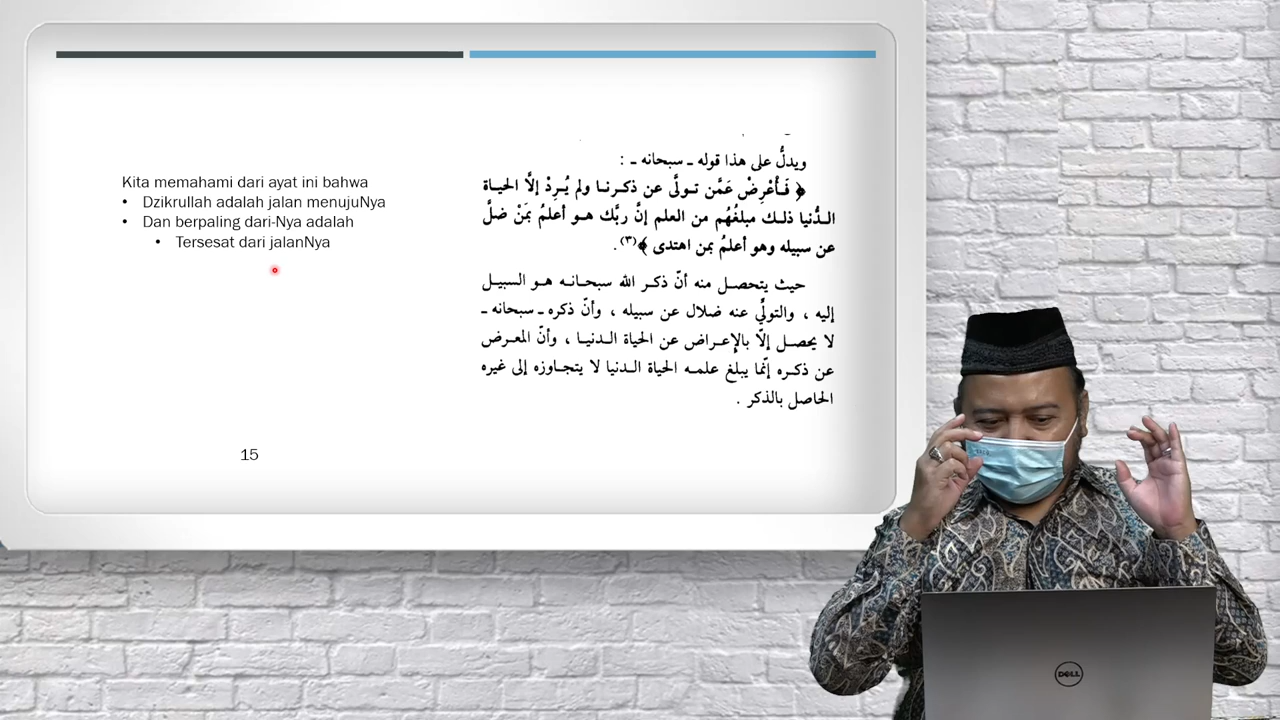 Kita memahami dari ayat ini bahwa
• Dzikrullah adalah jalan menujuNya
• Dan berpaling dari-Nya adalah
• Tersesat dari jalanNya
15
ويدلُّ على هذا قوله ـ سبحانه ـ :
﴿ فَأَعْرِضْ عَمَّن تولَّى عن ذكرنا ولم يُرِدْ إلَّا الحياة
الدُّنيا ذلك مبلغُهُم من العلم إنَّ ربَّك هو أعلمُ بمَنْ ضلَّ
عن سبيله وهو أعلمُ بمن اهتدى ﴾(٣) .
حيث يتحصل منه أنّ ذكر الله سبحانه هو السبيل
إليه ، والتولّي عنه ضلال عن سبيله ، وأنّ ذكره ـ سبحانه ـ
لا يحصل إلّا بالإعراض عن الحياة الدنيا ، وأنّ المعرض
عن ذكره إنّما يبلغ علمه الحياة الدنيا لا يتجاوزه إلى غيره
الحاصل بالذكر .
DELL